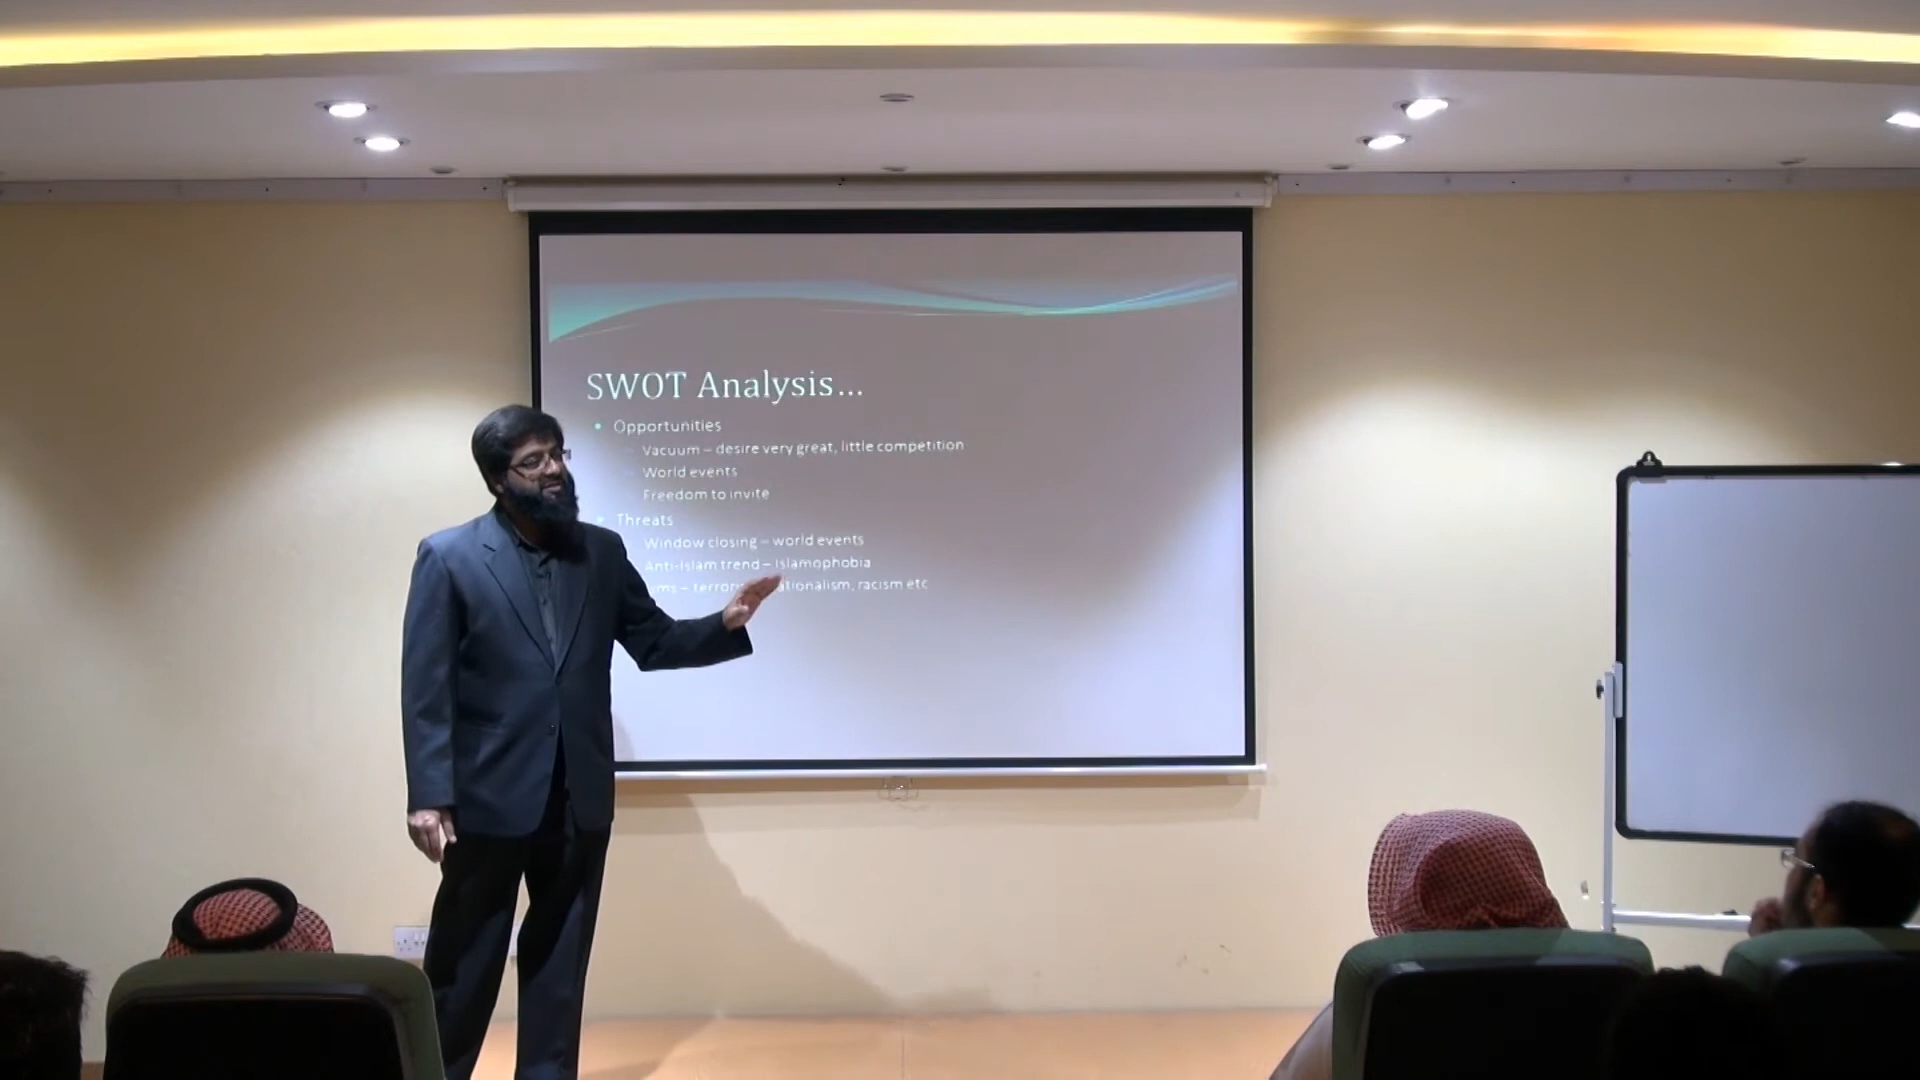 SWOT Analysis...
• Opportunities
Vacuum – desire very great, little competition
World events
Freedom to invite
• Threats
Window closing – world events
Anti-Islam trend – Islamophobia
racism etc